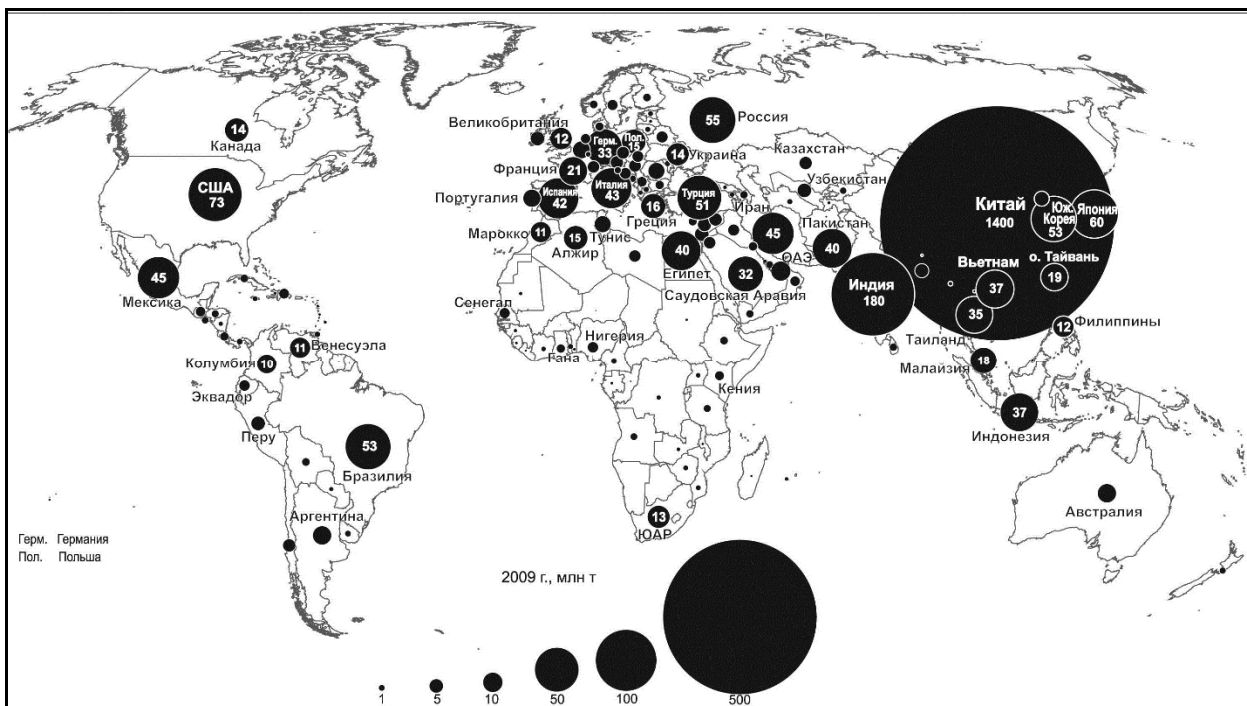 14
Канада
США
73
45
Мексика
Великобритания
12
Франция
21
Герм.
33
Пол.
15
14
Украина
55
Россия
Казахстан
Узбекистан
Португалия
Испания
42
Италия
43
16
Греция
Турция
51
Иран
45
Пакистан
40
Марокко
11
15
Алжир
Тунис
40
Египет
ОАЭ
32
Саудовская Аравия
Индия
180
Китай
1400
Юж.
Корея
53
Япония
60
о. Тайвань
19
Вьетнам
37
35
Таиланд
12
Филиппины
18
Малайзия
37
Индонезия
Сенегал
Гана
Нигерия
Кения
11
Венесуэла
Колумбия
10
Эквадор
Перу
53
Бразилия
Аргентина
13
ЮАР
Австралия
Герм. Германия
Пол. Польша
2009 г., млн т
1 5 10 50 100 500